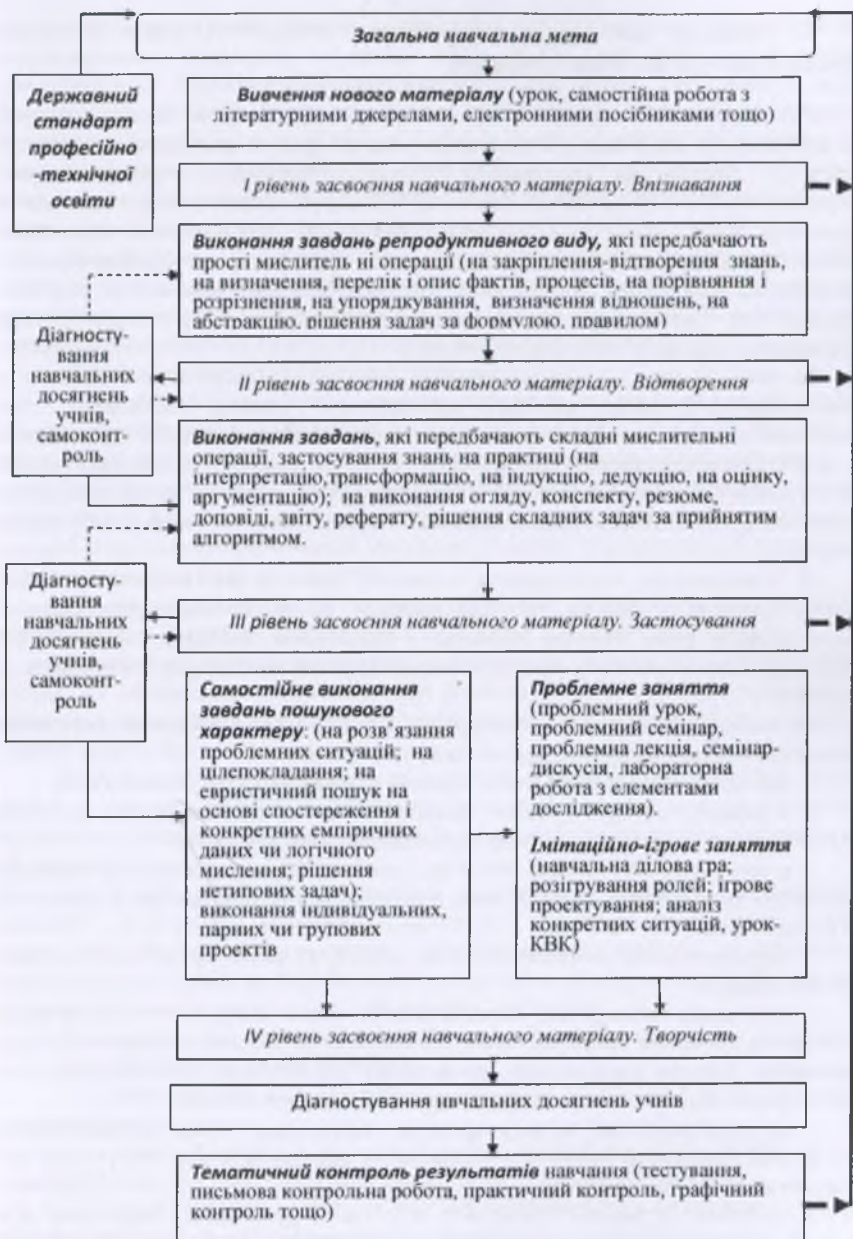 Загальна навчальна мета
Державний
стандарт
професійно
-технічної
освіти
Вивчення нового матеріалу (урок, самостійна робота з
літературними джерелами, електронними посібниками тощо)
І рівень засвоєння навчального матеріалу. Впізнавання
Виконання завдань репродуктивного виду, які передбачають
прості мислитель ні операції (на закріплення-відтворення знань,
на визначення, перелік і опис фактів, процесів, на порівняння і
розрізнення, на упорядкування, визначення відношень, на
абстракцію, рішення задач за формулою, правилом)
Діагносту-
вання
навчальних
досягнень
учнів,
самоконт-
роль
ІІ рівень засвоєння навчального матеріалу. Відтворення
Виконання завдань, які передбачають складні мислительні
операції, застосування знань на практиці (на
інтерпретацію,трансформацію, на індукцію, дедукцію, на оцінку,
аргументацію); на виконання огляду, конспекту, резюме,
доповіді, звіту, реферату, рішення складних задач за прийнятим
алгоритмом.
Діагносту-
вання
навчальних
досягнень
учнів,
самоконт-
роль
ІІІ рівень засвоєння навчального матеріалу. Застосування
Самостійне виконання
завдань пошукового
характеру: (на розв’язання
проблемних ситуацій; на
цілепокладання; на
евристичний пошук на
основі спостереження і
конкретних емпіричних
даних чи логічного
мислення; рішення
нетипових задач);
виконання індивідуальних,
парних чи групових
проектів
Проблемне заняття
(проблемний урок,
проблемний семінар,
проблемна лекція, семінар-
дискусія, лабораторна
робота з елементами
дослідження).
Імітаційно-ігрове заняття
(навчальна ділова гра;
розігрування ролей; ігрове
проектування; аналіз
конкретних ситуацій, урок-
КВК)
IV рівень засвоєння навчального матеріалу. Творчість
Діагностування нвчальних досягнень учнів
Тематичний контроль результатів навчання (тестування,
письмова контрольна робота, практичний контроль, графічний
контроль тощо)